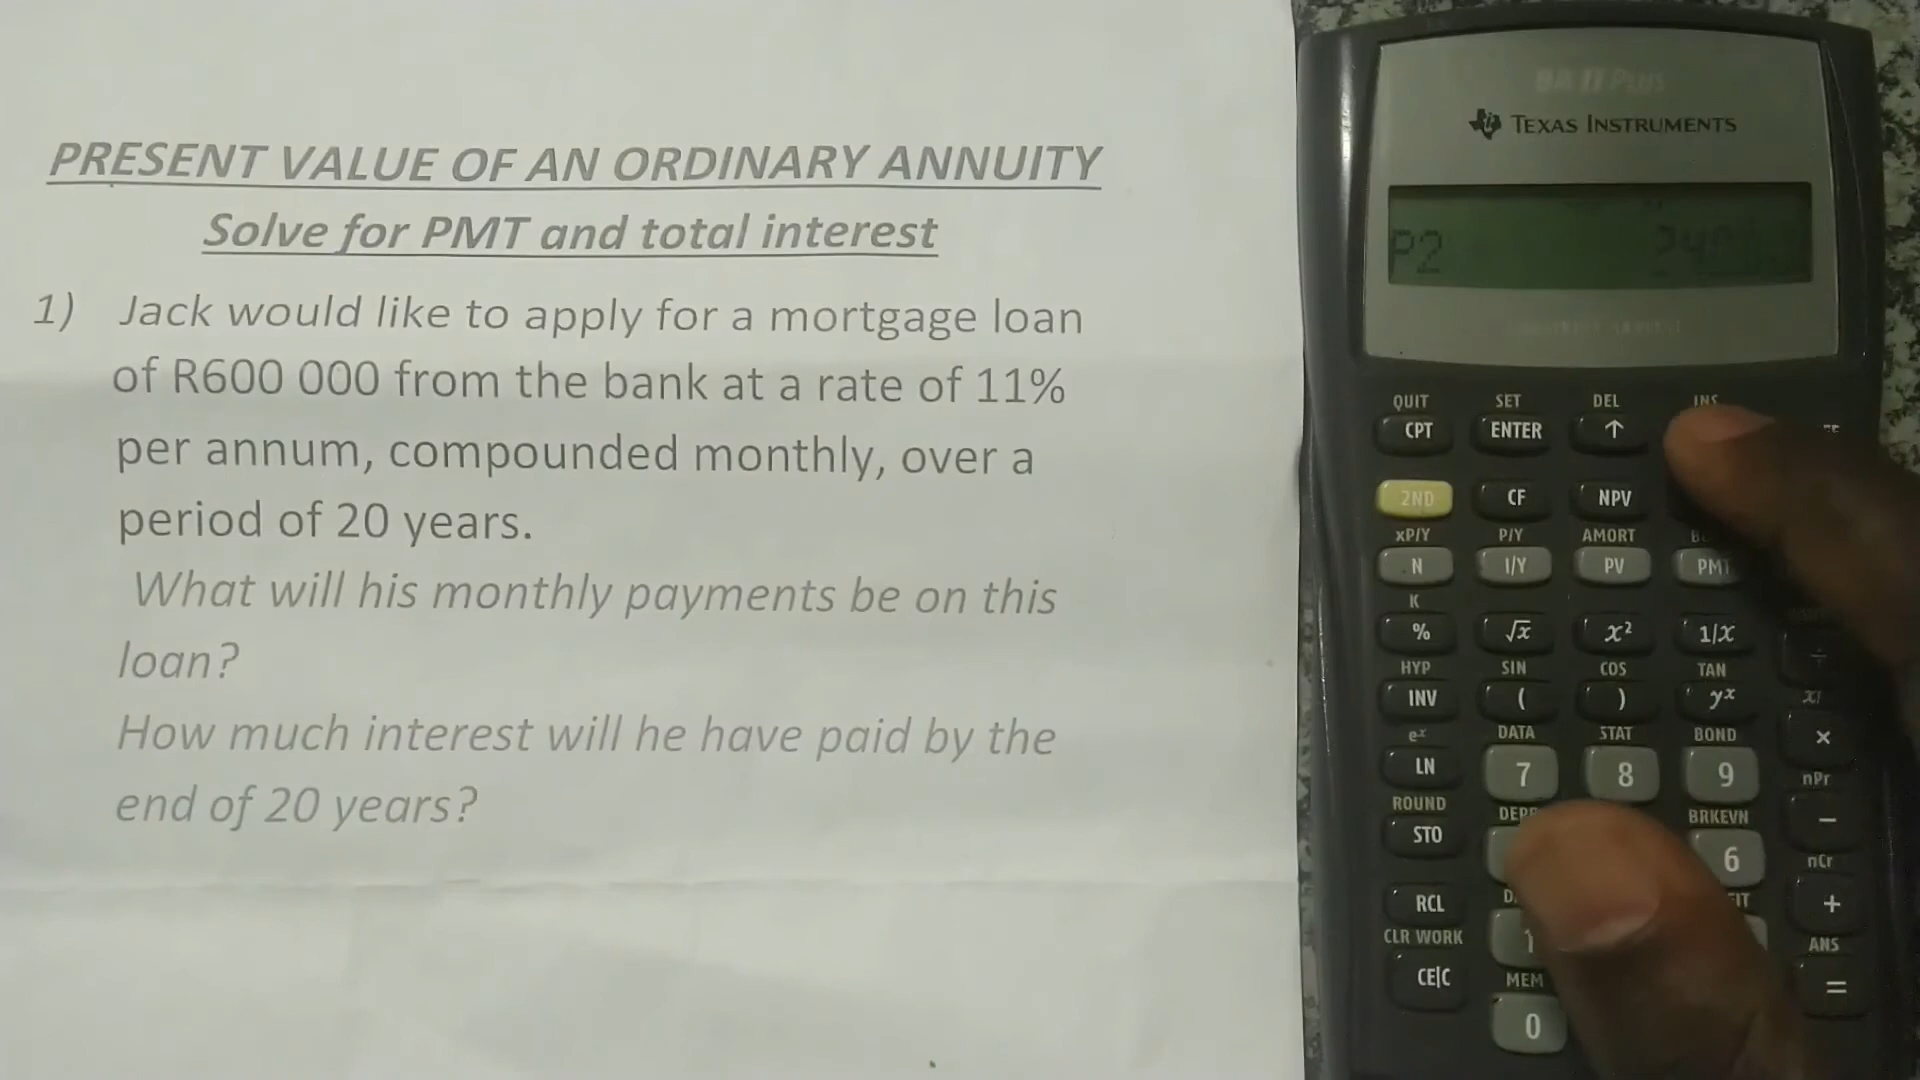 PRESENT VALUE OF AN ORDINARY ANNUITY
Solve for PMT and total interest
1) Jack would like to apply for a mortgage loan
of R600 000 from the bank at a rate of 11%
per annum, compounded monthly, over a
period of 20 years.
What will his monthly payments be on this
loan?
How much interest will he have paid by the
end of 20 years?
BA II PLUS
TEXAS INSTRUMENTS
P2
QUIT SET DEL INS
CPT ENTER ↑
2ND CF NPV
xP/Y P/Y AMORT
N I/Y PV PMT
K
% √x x² 1/x
HYP SIN COS TAN
INV ( ) yˣ x!
eˣ DATA STAT BOND ×
LN 7 8 9 nPr
ROUND BRKEVN −
STO 6 nCr
RCL +
CLR WORK ANS
CE|C 1 =
MEM
0